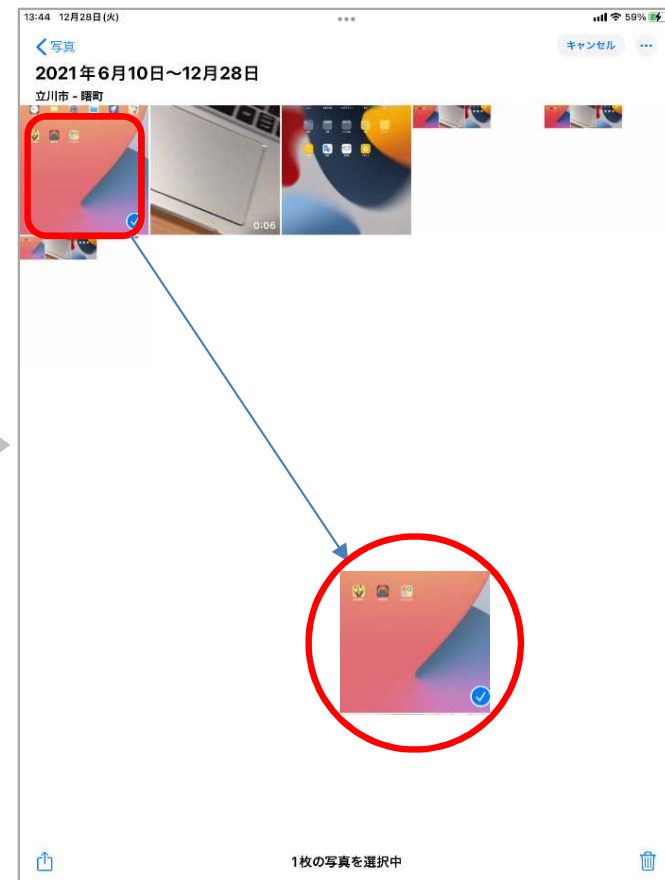 13:44 12月28日(火)
59%
写真
キャンセル
2021年6月10日〜12月28日
立川市 - 曙町
0:06
1枚の写真を選択中